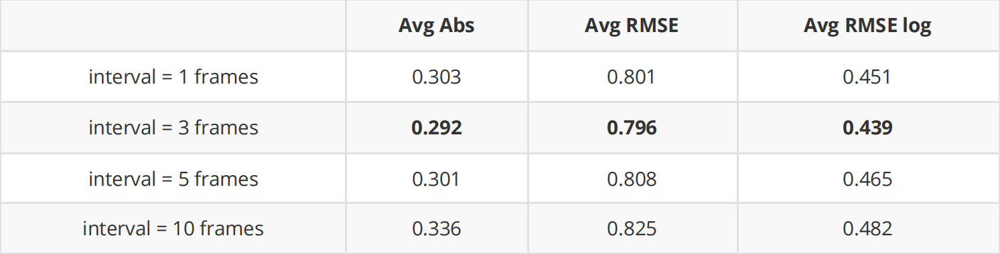 Avg Abs Avg RMSE Avg RMSE log
interval = 1 frames 0.303 0.801 0.451
interval = 3 frames 0.292 0.796 0.439
interval = 5 frames 0.301 0.808 0.465
interval = 10 frames 0.336 0.825 0.482